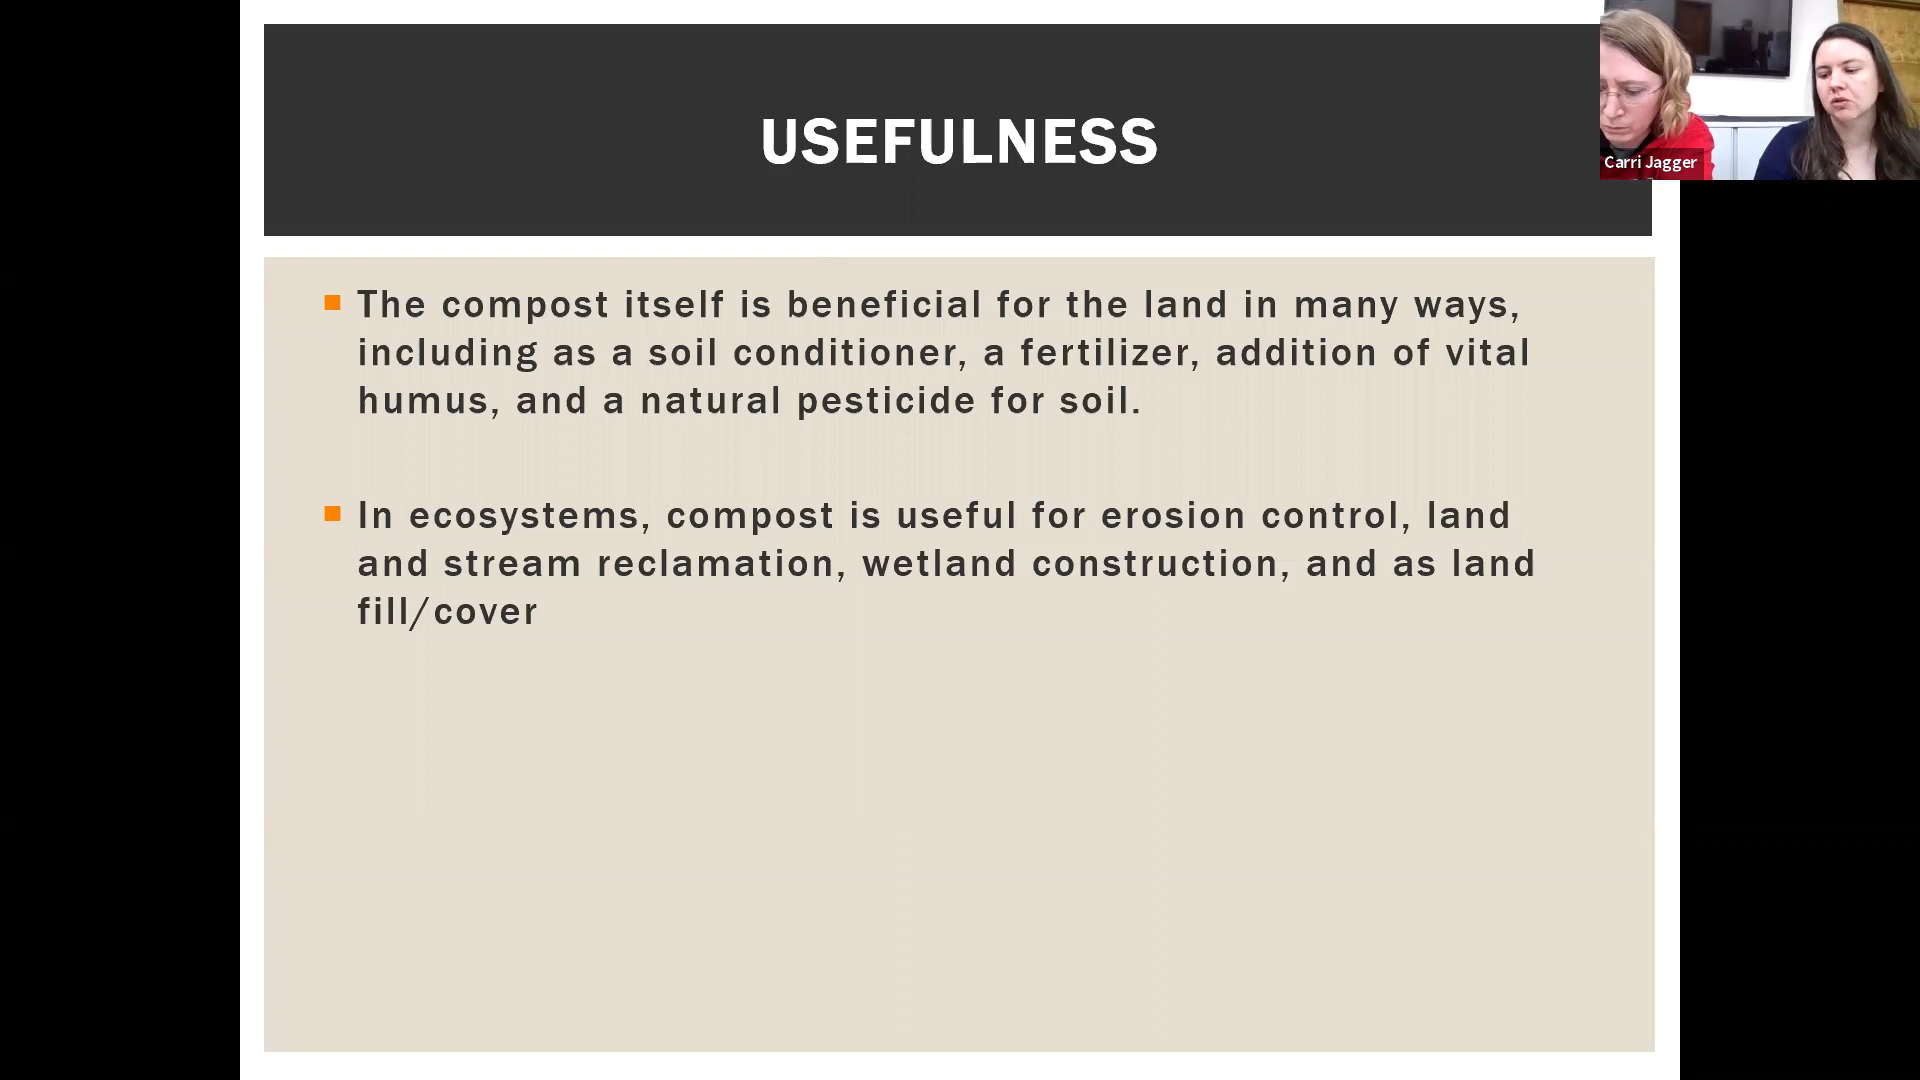 USEFULNESS
Carri Jagger
The compost itself is beneficial for the land in many ways,
including as a soil conditioner, a fertilizer, addition of vital
humus, and a natural pesticide for soil.
In ecosystems, compost is useful for erosion control, land
and stream reclamation, wetland construction, and as land
fill/cover